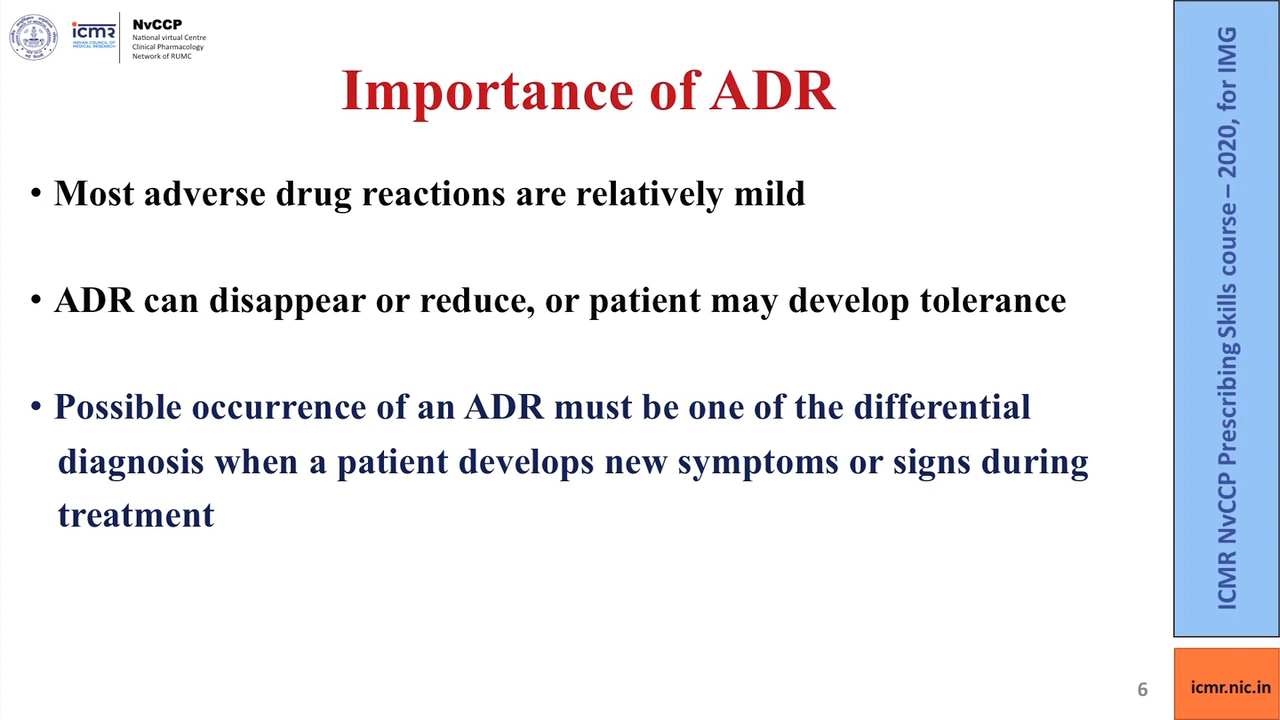 icmr
INDIAN COUNCIL OF
MEDICAL RESEARCH
NvCCP
National virtual Centre
Clinical Pharmacology
Network of RUMC
Importance of ADR
• Most adverse drug reactions are relatively mild
• ADR can disappear or reduce, or patient may develop tolerance
• Possible occurrence of an ADR must be one of the differential
diagnosis when a patient develops new symptoms or signs during
treatment
ICMR NvCCP Prescribing Skills course – 2020, for IMG
6
icmr.nic.in